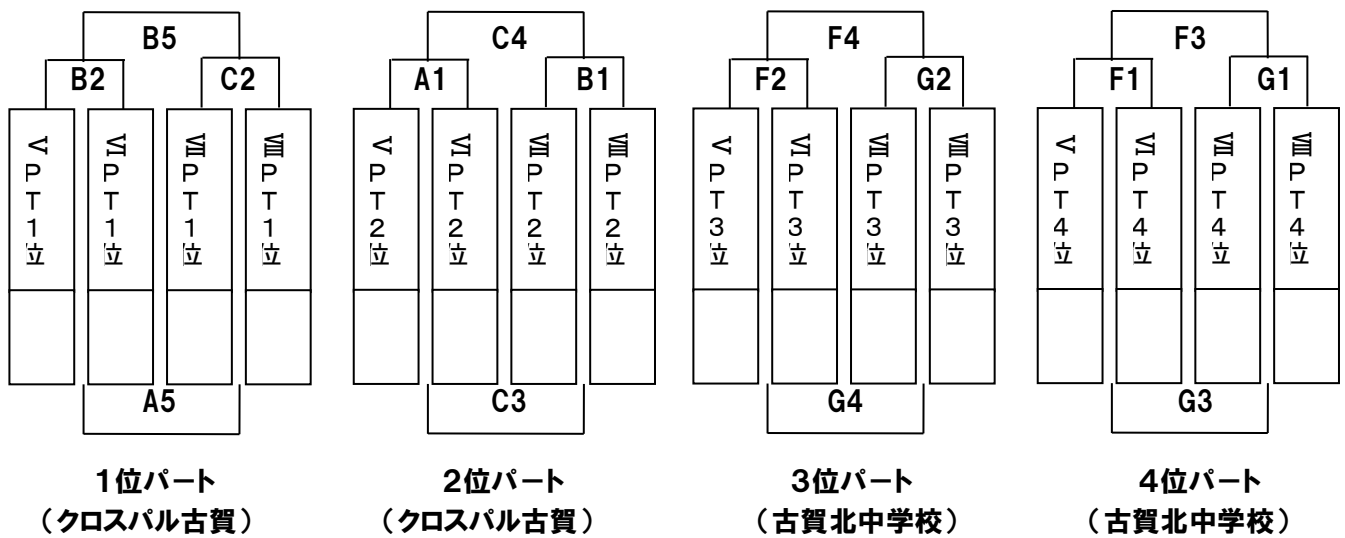 B5
B2
C2
ⅤPT1位
ⅥPT1位
ⅦPT1位
ⅧPT1位
A5
1位パート
（クロスパル古賀）
C4
A1
B1
ⅤPT2位
ⅥPT2位
ⅦPT2位
ⅧPT2位
C3
2位パート
（クロスパル古賀）
F4
F2
G2
ⅤPT3位
ⅥPT3位
ⅦPT3位
ⅧPT3位
G4
3位パート
（古賀北中学校）
F3
F1
G1
ⅤPT4位
ⅥPT4位
ⅦPT4位
ⅧPT4位
G3
4位パート
（古賀北中学校）